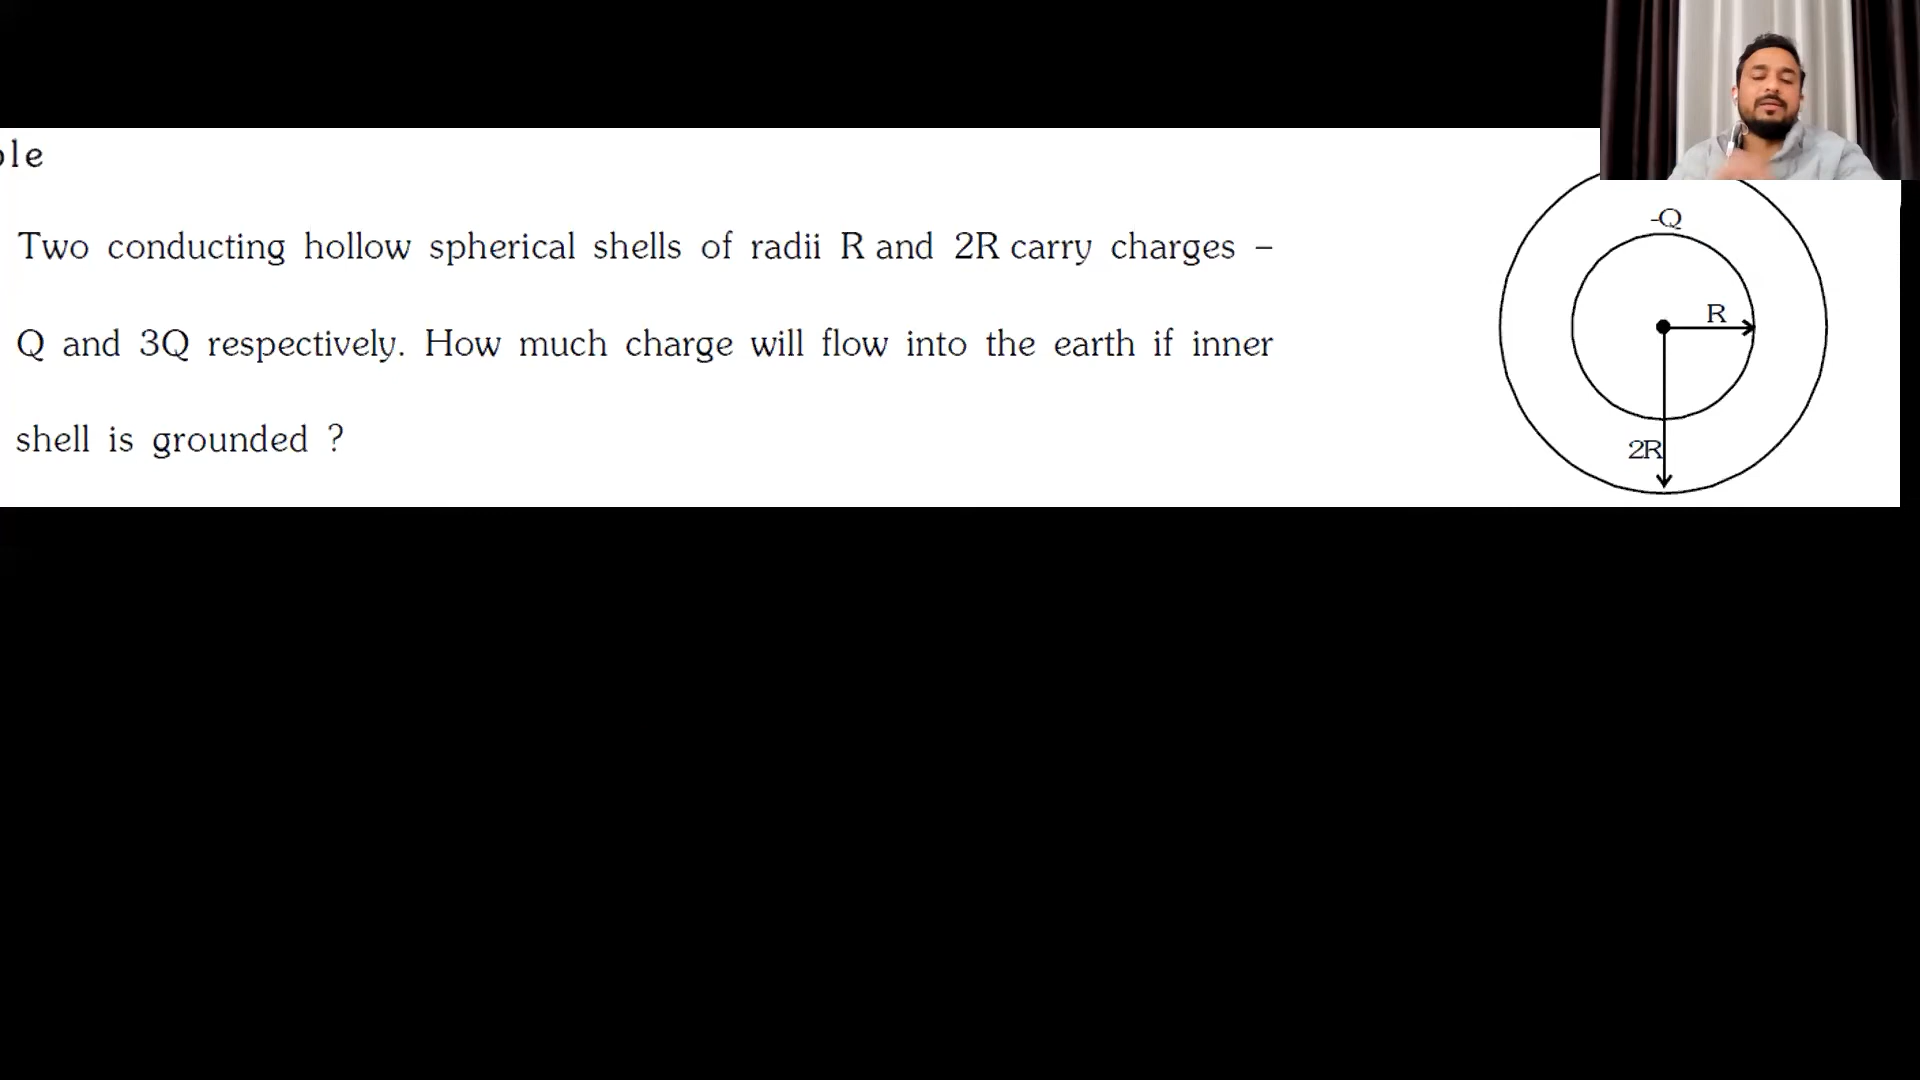 ole
Two conducting hollow spherical shells of radii R and 2R carry charges –
Q and 3Q respectively. How much charge will flow into the earth if inner
shell is grounded ?
-Q
R
2R